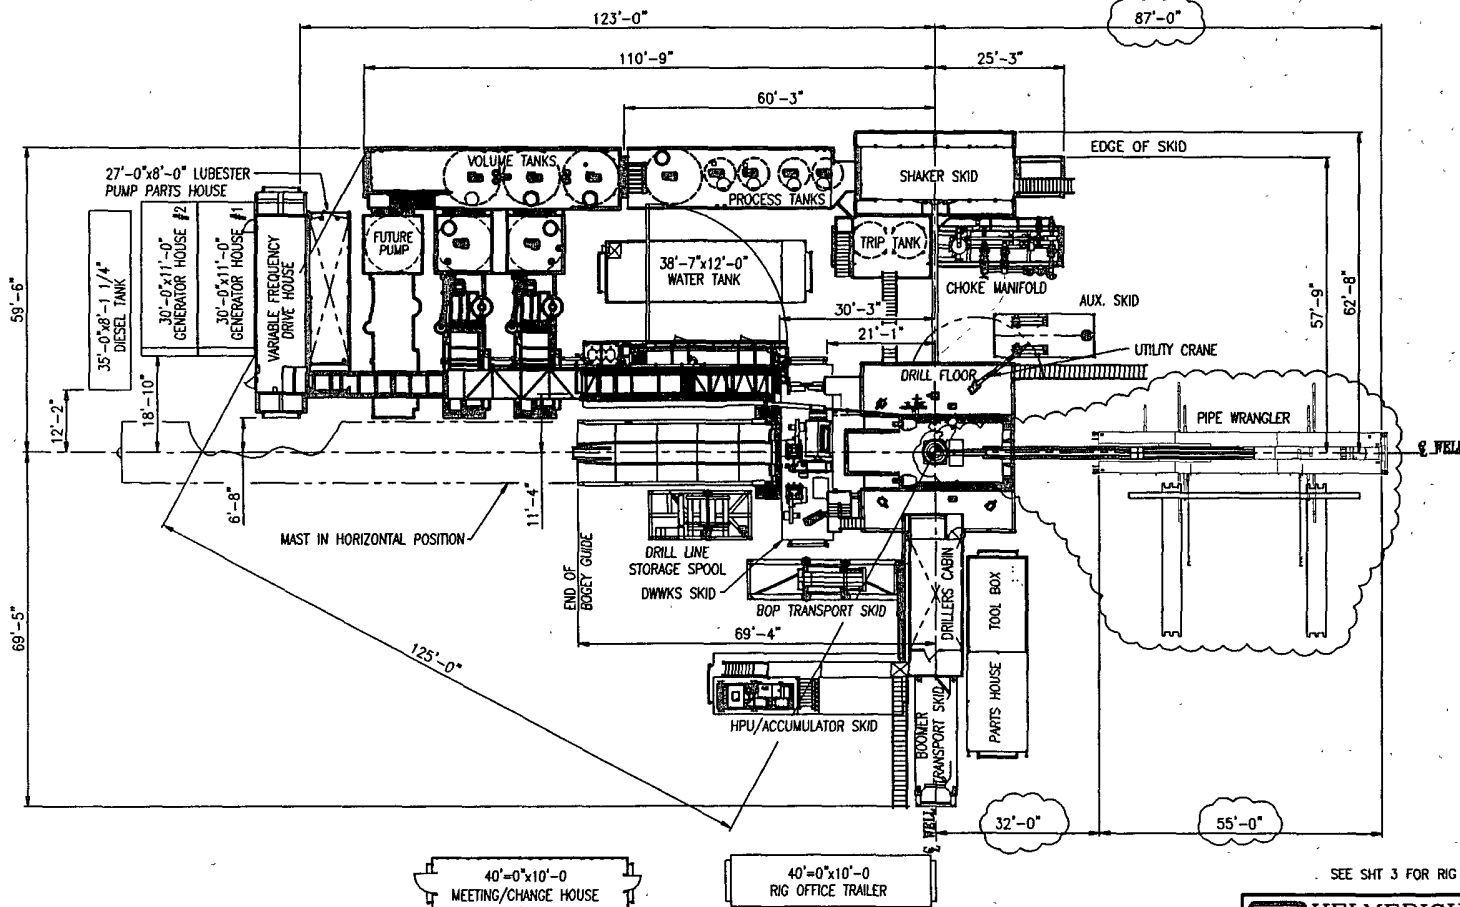 123'-0"
87'-0"
110'-9"
25'-3"
60'-3"
EDGE OF SKID
VOLUME TANKS
27'-0"x8'-0" LUBESTER
PUMP PARTS HOUSE
SHAKER SKID
PROCESS TANKS
35'-0"x8'-1 1/4"
DIESEL TANK
30'-0"x11'-0"
GENERATOR HOUSE #2
30'-0"x11'-0"
GENERATOR HOUSE #1
VARIABLE FREQUENCY
DRIVE HOUSE
FUTURE
PUMP
TRIP TANK
38'-7"x12'-0"
WATER TANK
CHOKE MANIFOLD
59'-6"
57'-9"
62'-8"
30'-3"
AUX. SKID
21'-1"
UTILITY CRANE
DRILL FLOOR
18'-10"
12'-2"
PIPE WRANGLER
℄ WELL
6'-8"
11'-4"
MAST IN HORIZONTAL POSITION
DRILL LINE
STORAGE SPOOL
DWWKS SKID
END OF
BOGEY GUIDE
BOP TRANSPORT SKID
DRILLERS CABIN
TOOL BOX
69'-5"
69'-4"
125'-0"
HPU/ACCUMULATOR SKID
BOOMER
TRANSPORT SKID
PARTS HOUSE
℄ WELL
32'-0"
55'-0"
40'=0"x10'-0
MEETING/CHANGE HOUSE
40'=0"x10'-0
RIG OFFICE TRAILER
SEE SHT 3 FOR RIG